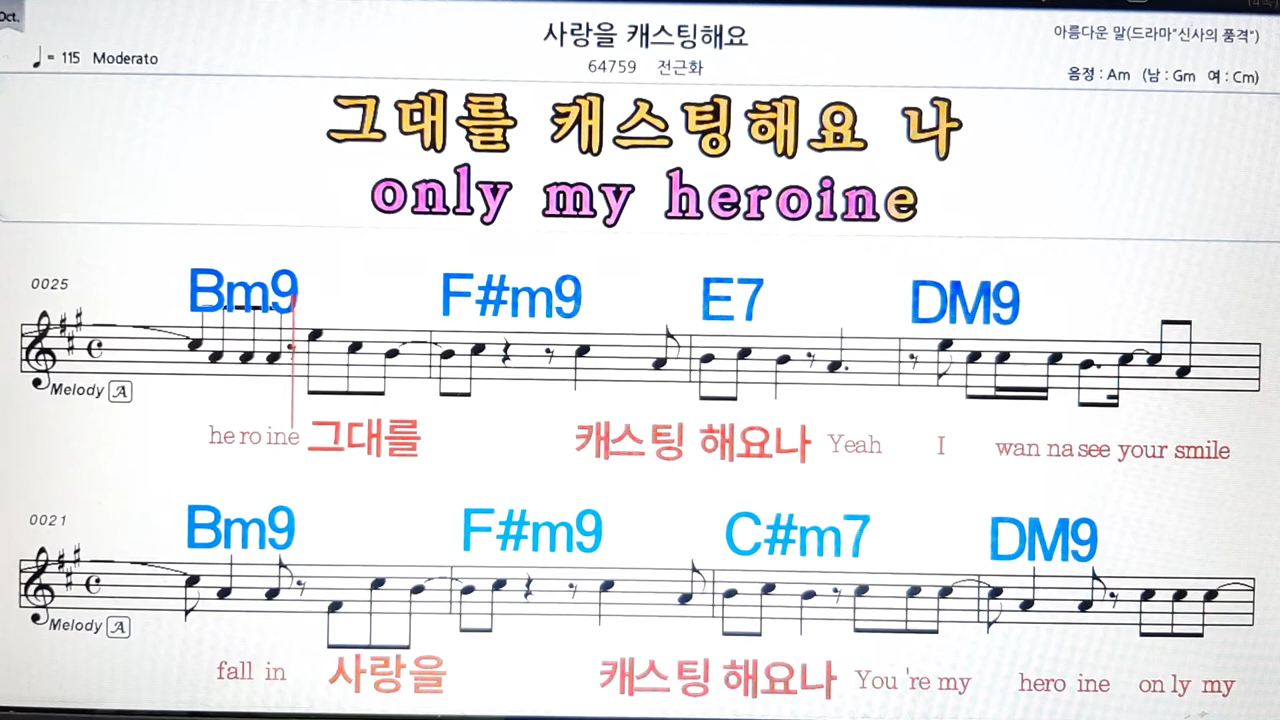 Oct.
사랑을 캐스팅해요
아름다운 말(드라마"신사의 품격")
♩ = 115 Moderato
64759 전근화
음정 : Am (남 : Gm 여 : Cm)
그대를 캐스팅해요 나
only my heroine
0025
Bm9 F#m9 E7 DM9
Melody A
he ro ine 그대를 캐스팅 해요나 Yeah I wan na see your smile
0021
Bm9 F#m9 C#m7 DM9
Melody A
fall in 사랑을 캐스팅 해요나 You 're my hero ine on ly my